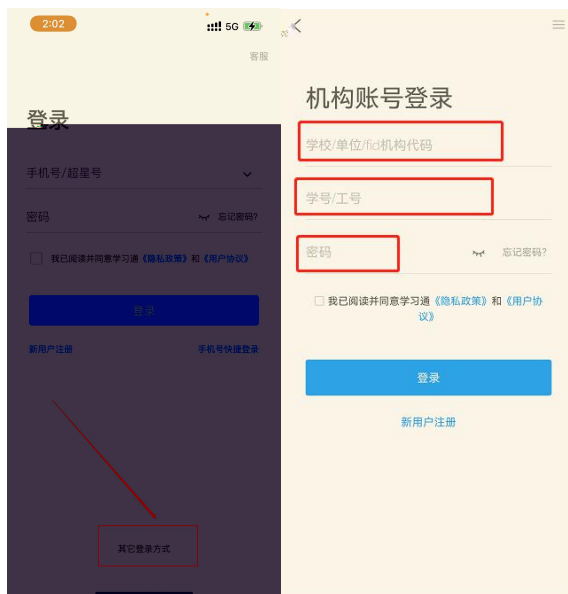 2:02
5G
客服
登录
手机号/超星号
密码
忘记密码?
我已阅读并同意学习通《隐私政策》和《用户协议》
登录
新用户注册
手机号快捷登录
其它登录方式
机构账号登录
学校/单位/fid机构代码
学号/工号
密码
忘记密码?
我已阅读并同意学习通《隐私政策》和《用户协
议》
登录
新用户注册